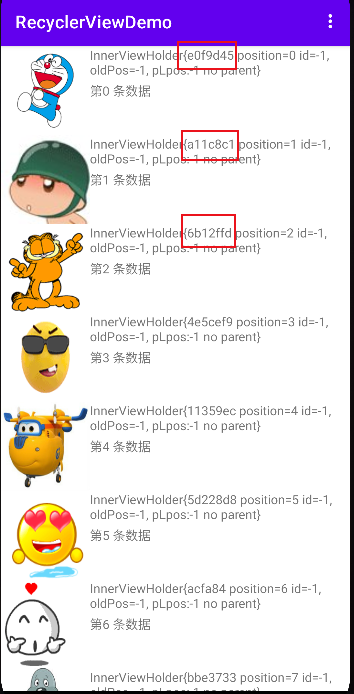 RecyclerViewDemo
InnerViewHolder{e0f9d45 position=0 id=-1,
oldPos=-1, pLpos:-1 no parent}
第0 条数据
InnerViewHolder{a11c8c1 position=1 id=-1,
oldPos=-1, pLpos:-1 no parent}
第1 条数据
InnerViewHolder{6b12ffd position=2 id=-1,
oldPos=-1, pLpos:-1 no parent}
第2 条数据
InnerViewHolder{4e5cef9 position=3 id=-1,
oldPos=-1, pLpos:-1 no parent}
第3 条数据
InnerViewHolder{11359ec position=4 id=-1,
oldPos=-1, pLpos:-1 no parent}
第4 条数据
InnerViewHolder{5d228d8 position=5 id=-1,
oldPos=-1, pLpos:-1 no parent}
第5 条数据
InnerViewHolder{acfa84 position=6 id=-1,
oldPos=-1, pLpos:-1 no parent}
第6 条数据
InnerViewHolder{bbe3733 position=7 id=-1,
oldPos=-1, pLpos:-1 no parent}